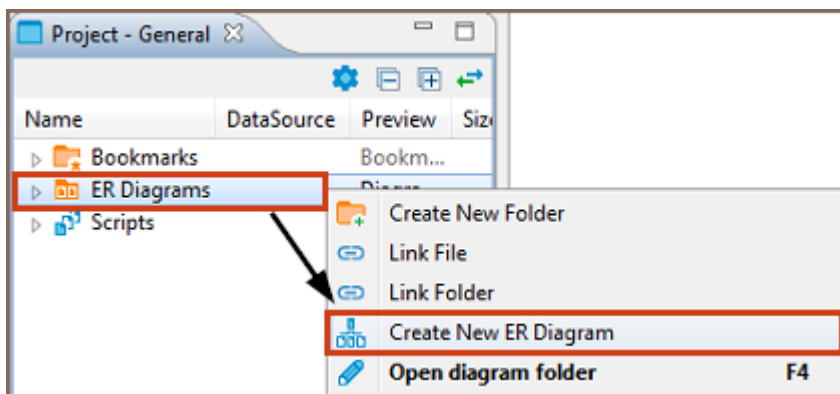 Project - General
Name DataSource Preview Siz
Bookmarks Bookm...
ER Diagrams
Scripts
Create New Folder
Link File
Link Folder
Create New ER Diagram
Open diagram folder F4